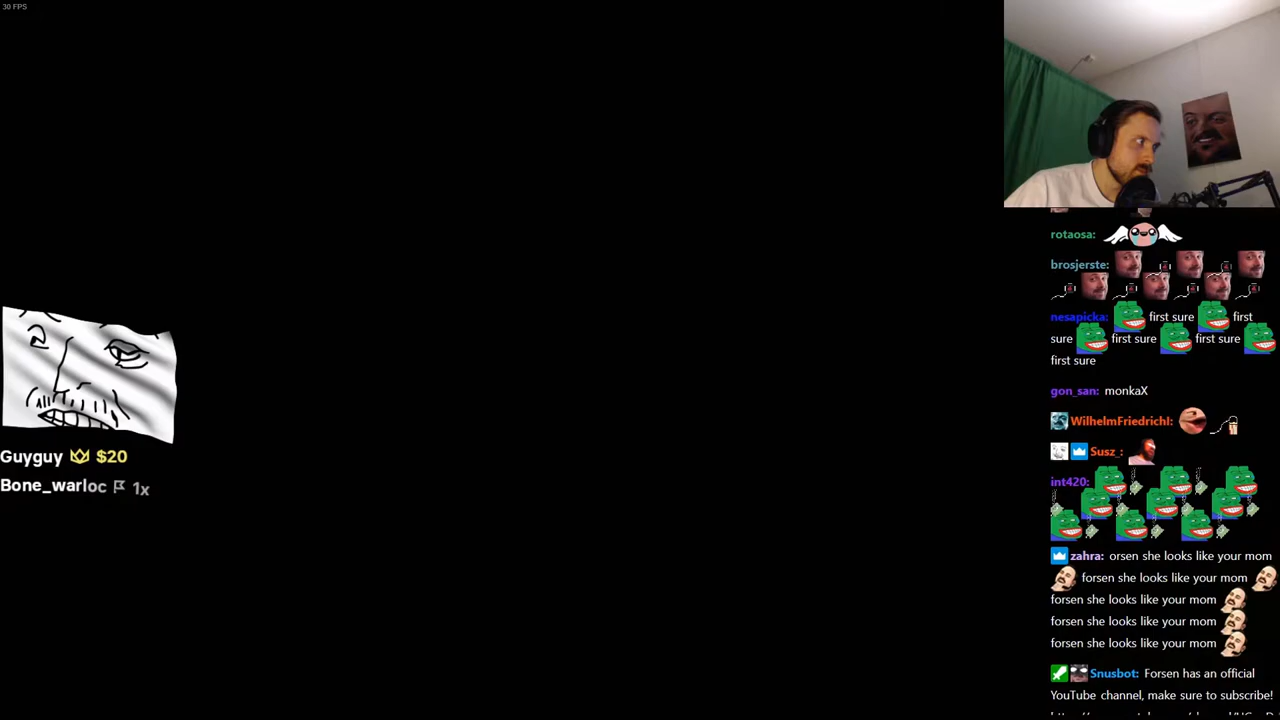 30 FPS
Guyguy $20
Bone_warloc 1x
rotaosa:
brosjerste:
nesapicka: first sure first
sure first sure first sure
first sure
gon_san: monkaX
WilhelmFriedrichI:
Susz_:
int420:
zahra: orsen she looks like your mom
forsen she looks like your mom
forsen she looks like your mom
forsen she looks like your mom
forsen she looks like your mom
Snusbot: Forsen has an official
YouTube channel, make sure to subscribe!